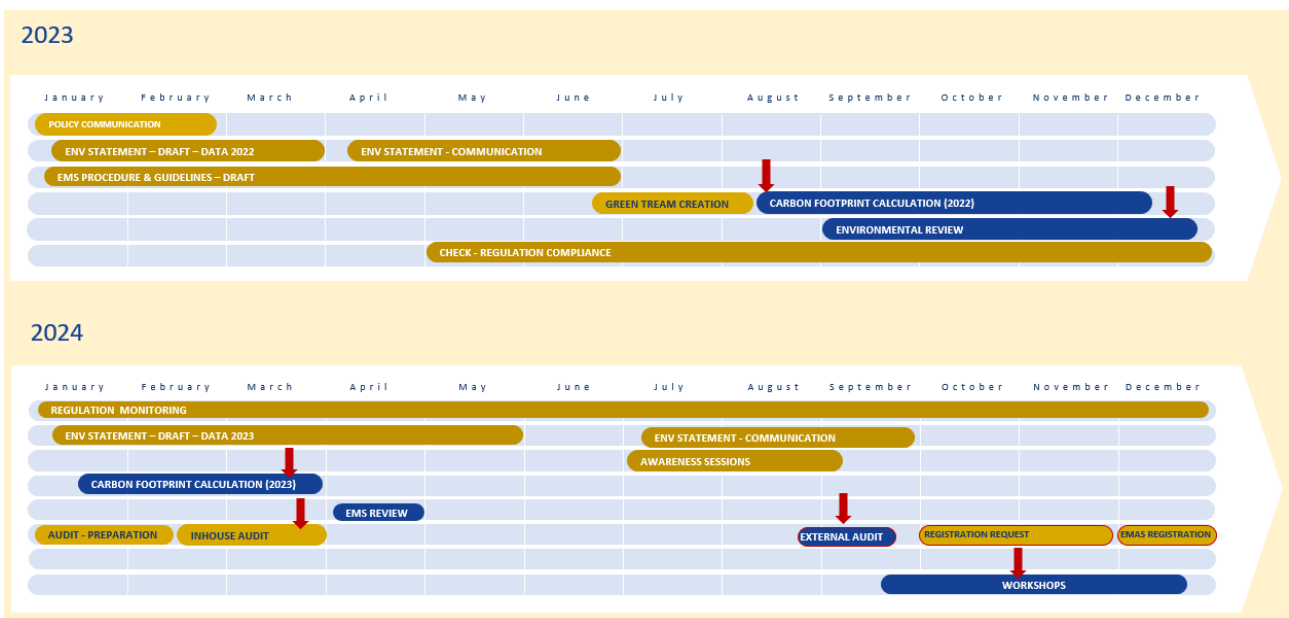 2023
January February March April May June July August September October November December
POLICY COMMUNICATION
ENV STATEMENT – DRAFT – DATA 2022 ENV STATEMENT - COMMUNICATION
EMS PROCEDURE & GUIDELINES – DRAFT
GREEN TREAM CREATION CARBON FOOTPRINT CALCULATION (2022)
ENVIRONMENTAL REVIEW
CHECK - REGULATION COMPLIANCE
2024
January February March April May June July August September October November December
REGULATION MONITORING
ENV STATEMENT – DRAFT – DATA 2023 ENV STATEMENT - COMMUNICATION
AWARENESS SESSIONS
CARBON FOOTPRINT CALCULATION (2023)
EMS REVIEW
AUDIT - PREPARATION INHOUSE AUDIT EXTERNAL AUDIT REGISTRATION REQUEST EMAS REGISTRATION
WORKSHOPS